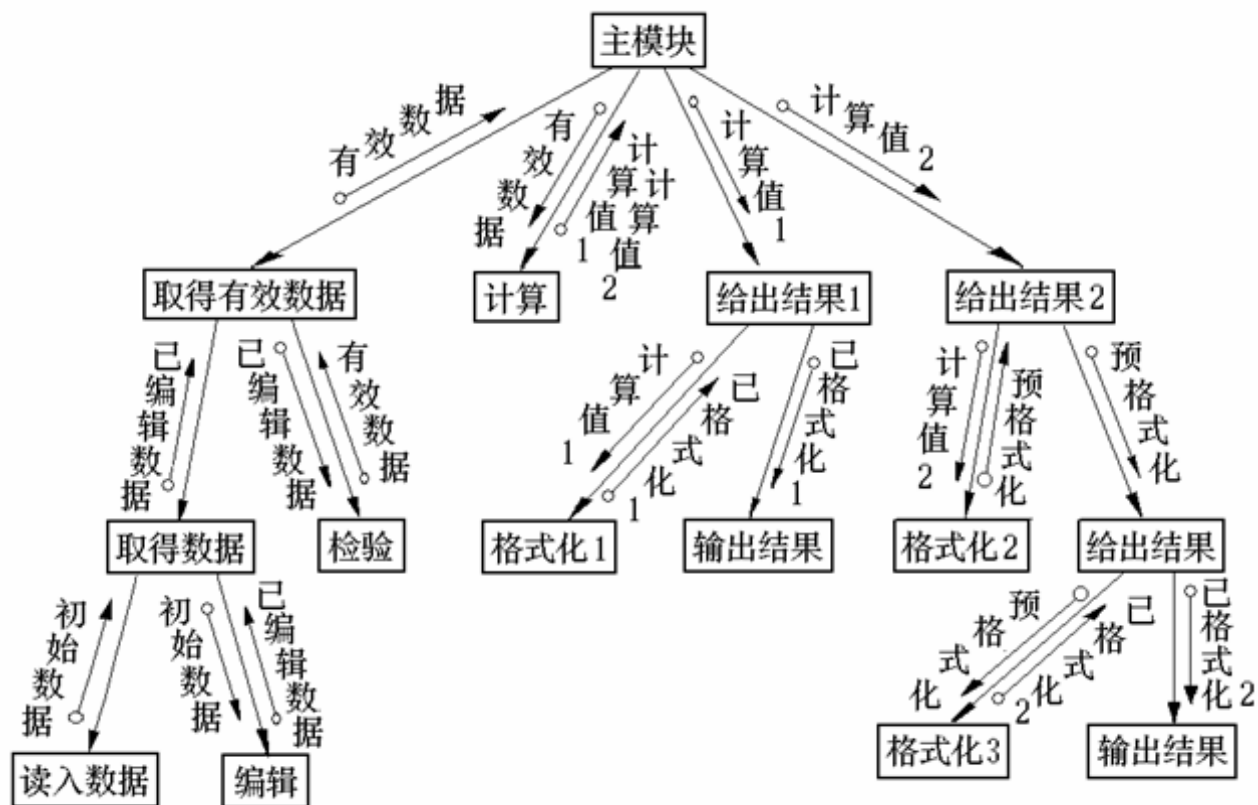 主模块
有效数据
有效数据
计算值1
计算值2
计算值1
计算值2
取得有效数据
计算
给出结果1
给出结果2
已编辑数据
已编辑数据
有效数据
计算值1
已格式化1
已格式化1
计算值2
预格式化
预格式化
取得数据
检验
格式化1
输出结果
格式化2
给出结果
初始数据
初始数据
已编辑数据
预格式化
已格式化2
已格式化2
读入数据
编辑
格式化3
输出结果